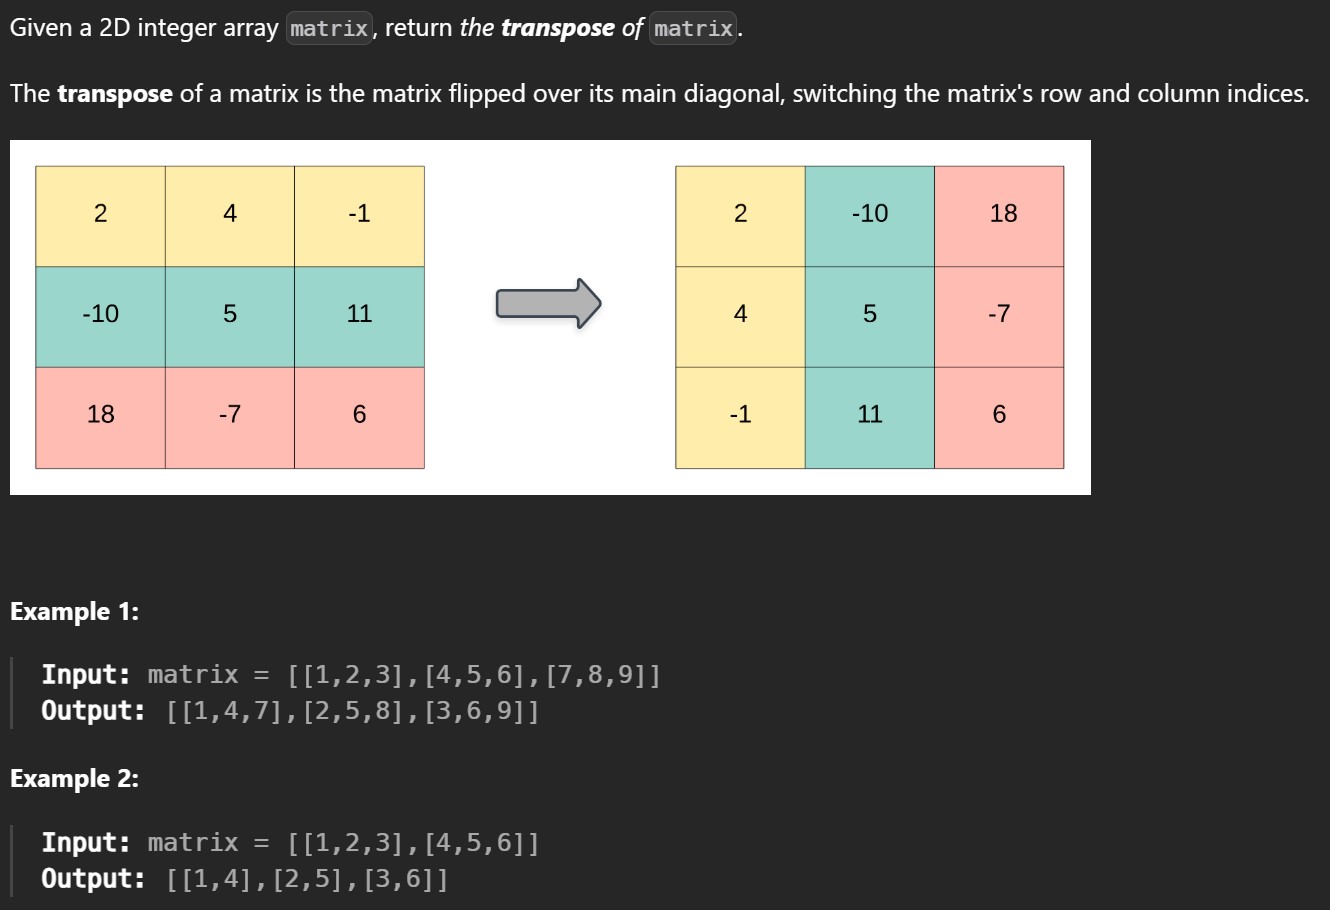 Given a 2D integer array matrix, return the transpose of matrix.
The transpose of a matrix is the matrix flipped over its main diagonal, switching the matrix's row and column indices.
2 4 -1 2 -10 18
-10 5 11 4 5 -7
18 -7 6 -1 11 6
Example 1:
Input: matrix = [[1,2,3],[4,5,6],[7,8,9]]
Output: [[1,4,7],[2,5,8],[3,6,9]]
Example 2:
Input: matrix = [[1,2,3],[4,5,6]]
Output: [[1,4],[2,5],[3,6]]